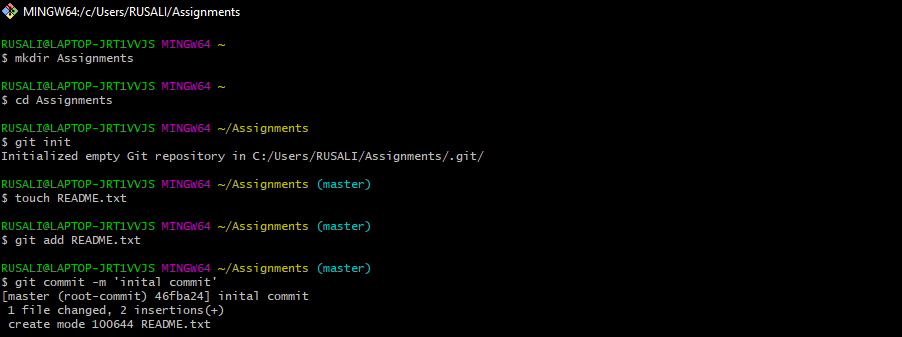 MINGW64:/c/Users/RUSALI/Assignments
RUSALI@LAPTOP-JRT1VVJS MINGW64 ~
$ mkdir Assignments
RUSALI@LAPTOP-JRT1VVJS MINGW64 ~
$ cd Assignments
RUSALI@LAPTOP-JRT1VVJS MINGW64 ~/Assignments
$ git init
Initialized empty Git repository in C:/Users/RUSALI/Assignments/.git/
RUSALI@LAPTOP-JRT1VVJS MINGW64 ~/Assignments (master)
$ touch README.txt
RUSALI@LAPTOP-JRT1VVJS MINGW64 ~/Assignments (master)
$ git add README.txt
RUSALI@LAPTOP-JRT1VVJS MINGW64 ~/Assignments (master)
$ git commit -m 'inital commit'
[master (root-commit) 46fba24] inital commit
 1 file changed, 2 insertions(+)
 create mode 100644 README.txt